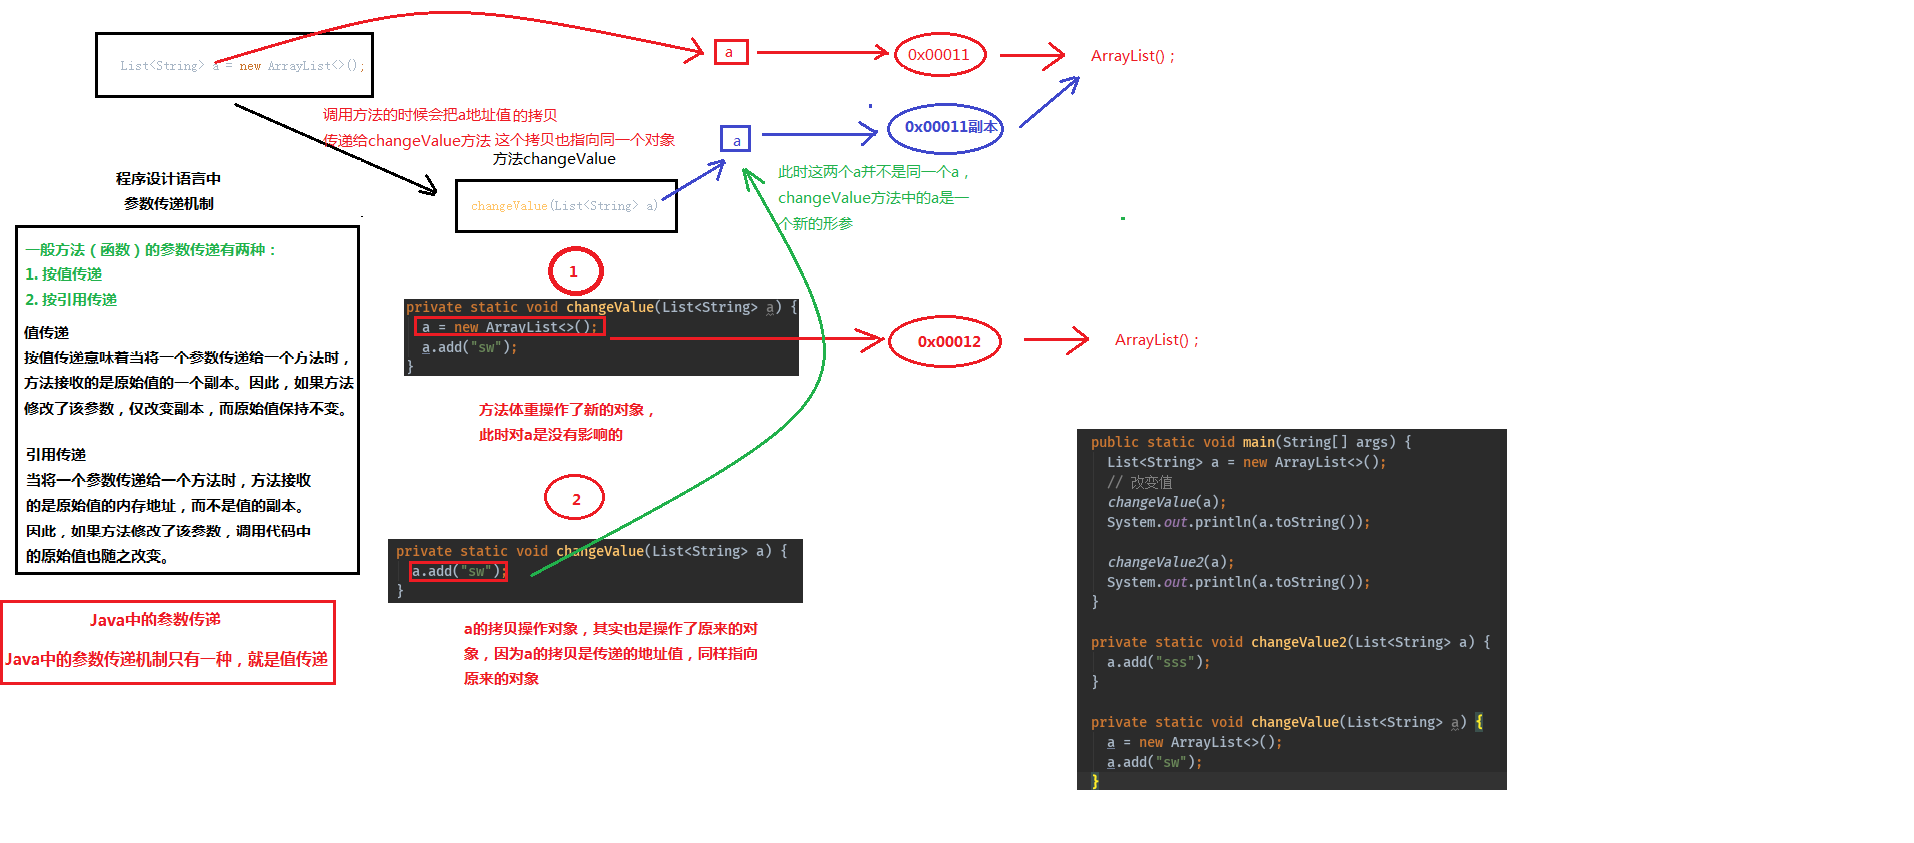 List<String> a = new ArrayList<>();
a
0x00011
ArrayList()；
调用方法的时候会把a地址值的拷贝
传递给changeValue方法 这个拷贝也指向同一个对象
方法changeValue
a
0x00011副本
changeValue(List<String> a)
此时这两个a并不是同一个a，
changeValue方法中的a是一
个新的形参
程序设计语言中
参数传递机制
一般方法（函数）的参数传递有两种：
1. 按值传递
2. 按引用传递
值传递
按值传递意味着当将一个参数传递给一个方法时，
方法接收的是原始值的一个副本。因此，如果方法
修改了该参数，仅改变副本，而原始值保持不变。
引用传递
当将一个参数传递给一个方法时，方法接收
的是原始值的内存地址，而不是值的副本。
因此，如果方法修改了该参数，调用代码中
的原始值也随之改变。
Java中的参数传递
Java中的参数传递机制只有一种，就是值传递
1
private static void changeValue(List<String> a) {
a = new ArrayList<>();
a.add("sw");
}
0x00012
ArrayList()；
方法体重操作了新的对象，
此时对a是没有影响的
2
private static void changeValue(List<String> a) {
a.add("sw");
}
a的拷贝操作对象，其实也是操作了原来的对
象，因为a的拷贝是传递的地址值，同样指向
原来的对象
public static void main(String[] args) {
List<String> a = new ArrayList<>();
// 改变值
changeValue(a);
System.out.println(a.toString());
changeValue2(a);
System.out.println(a.toString());
}
private static void changeValue2(List<String> a) {
a.add("sss");
}
private static void changeValue(List<String> a) {
a = new ArrayList<>();
a.add("sw");
}